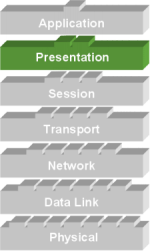 Application
Presentation
Session
Transport
Network
Data Link
Physical